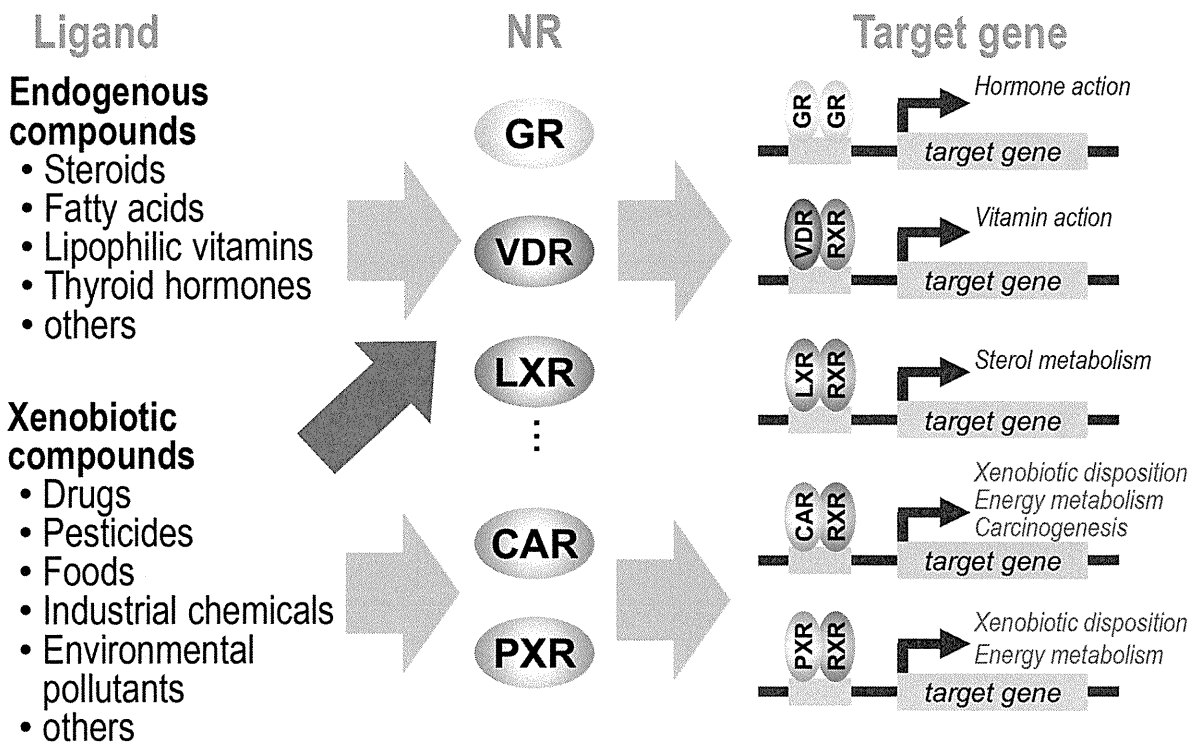 Ligand
NR
Target gene
Endogenous
compounds
• Steroids
• Fatty acids
• Lipophilic vitamins
• Thyroid hormones
• others
Xenobiotic
compounds
• Drugs
• Pesticides
• Foods
• Industrial chemicals
• Environmental
pollutants
• others
GR
VDR
LXR
⋮
CAR
PXR
GR GR
Hormone action
target gene
VDR RXR
Vitamin action
target gene
LXR RXR
Sterol metabolism
target gene
CAR RXR
Xenobiotic disposition
Energy metabolism
Carcinogenesis
target gene
PXR RXR
Xenobiotic disposition
Energy metabolism
target gene